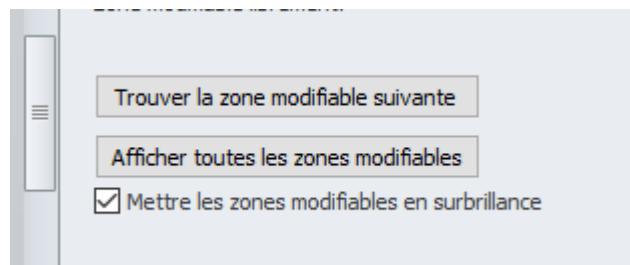 Trouver la zone modifiable suivante
Afficher toutes les zones modifiables
Mettre les zones modifiables en surbrillance